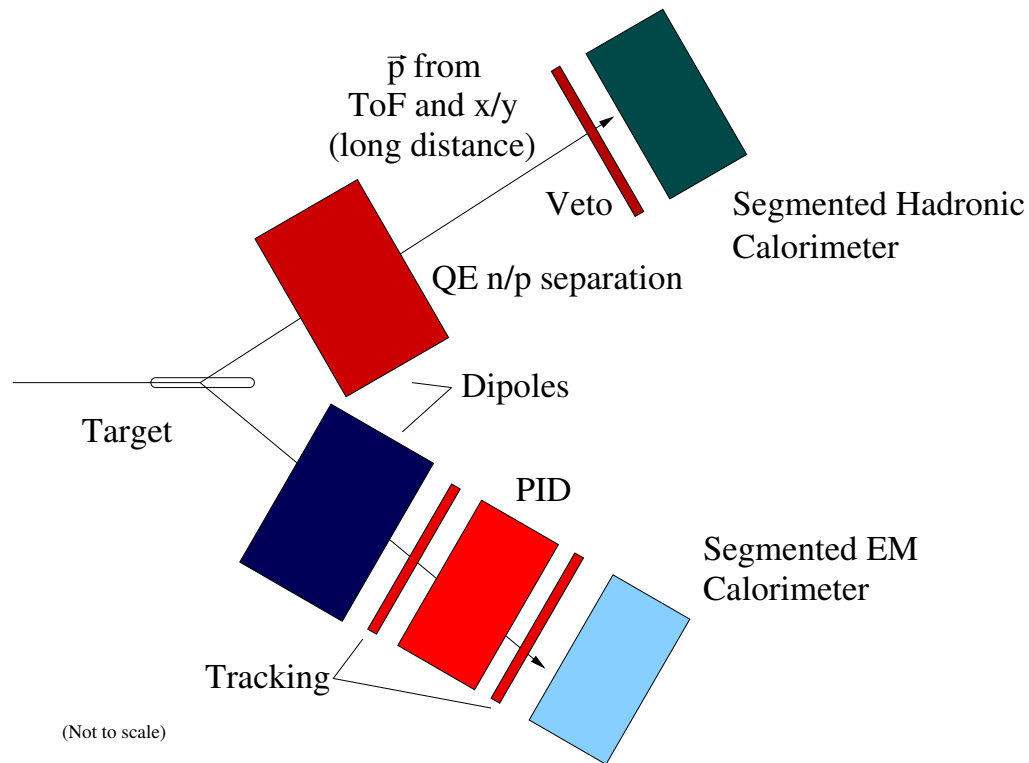 p⃗ from
ToF and x/y
(long distance)
Veto
Segmented Hadronic
Calorimeter
QE n/p separation
Dipoles
Target
PID
Segmented EM
Calorimeter
Tracking
(Not to scale)